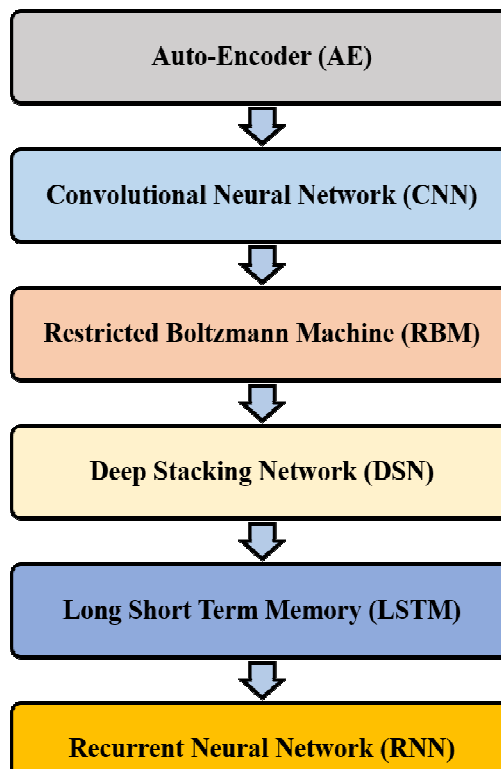 Auto-Encoder (AE)
Convolutional Neural Network (CNN)
Restricted Boltzmann Machine (RBM)
Deep Stacking Network (DSN)
Long Short Term Memory (LSTM)
Recurrent Neural Network (RNN)